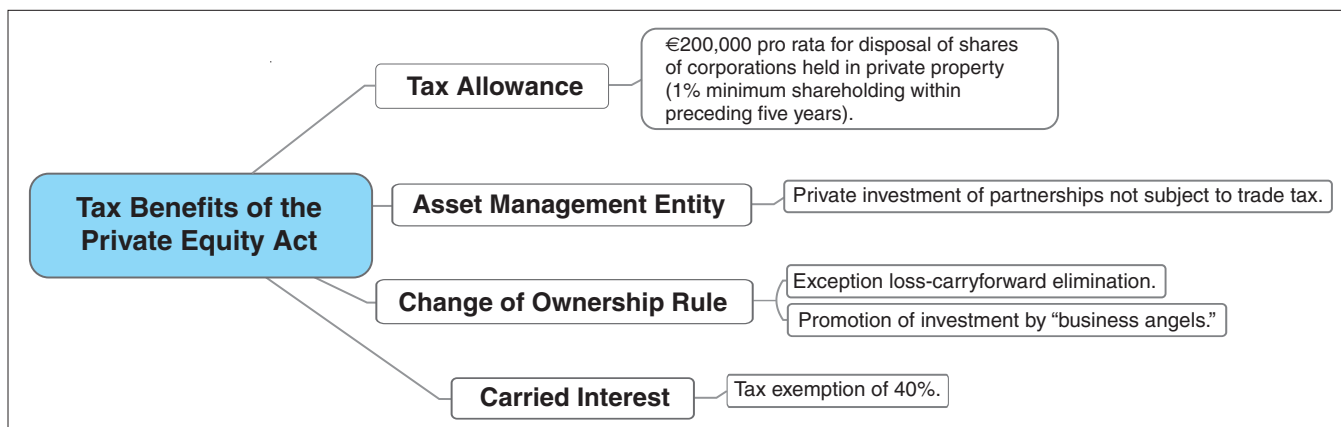 Tax Benefits of the
Private Equity Act
Tax Allowance
€200,000 pro rata for disposal of shares
of corporations held in private property
(1% minimum shareholding within
preceding five years).
Asset Management Entity
Private investment of partnerships not subject to trade tax.
Change of Ownership Rule
Exception loss-carryforward elimination.
Promotion of investment by “business angels.”
Carried Interest
Tax exemption of 40%.